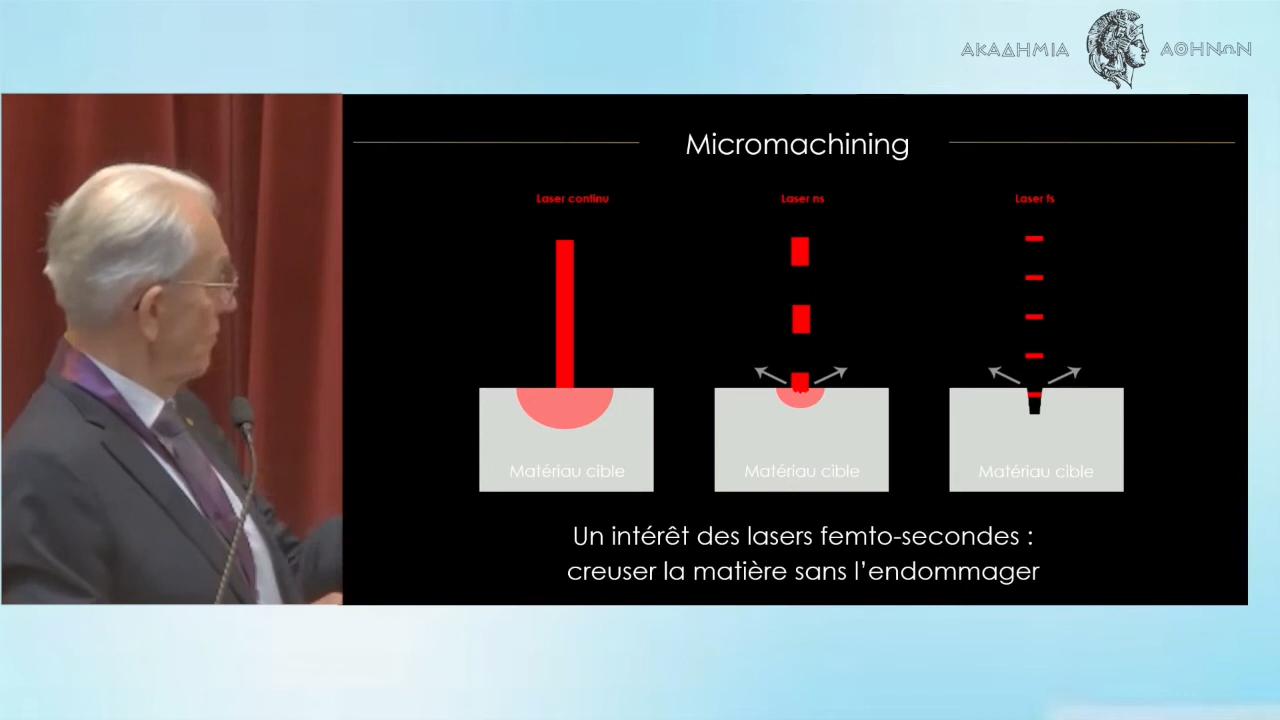 ΑΚΑΔΗΜΙΑ ΑΘΗΝΩΝ
Micromachining
Laser continu
Laser ns
Laser fs
Matériau cible
Matériau cible
Matériau cible
Un intérêt des lasers femto-secondes :
creuser la matière sans l’endommager